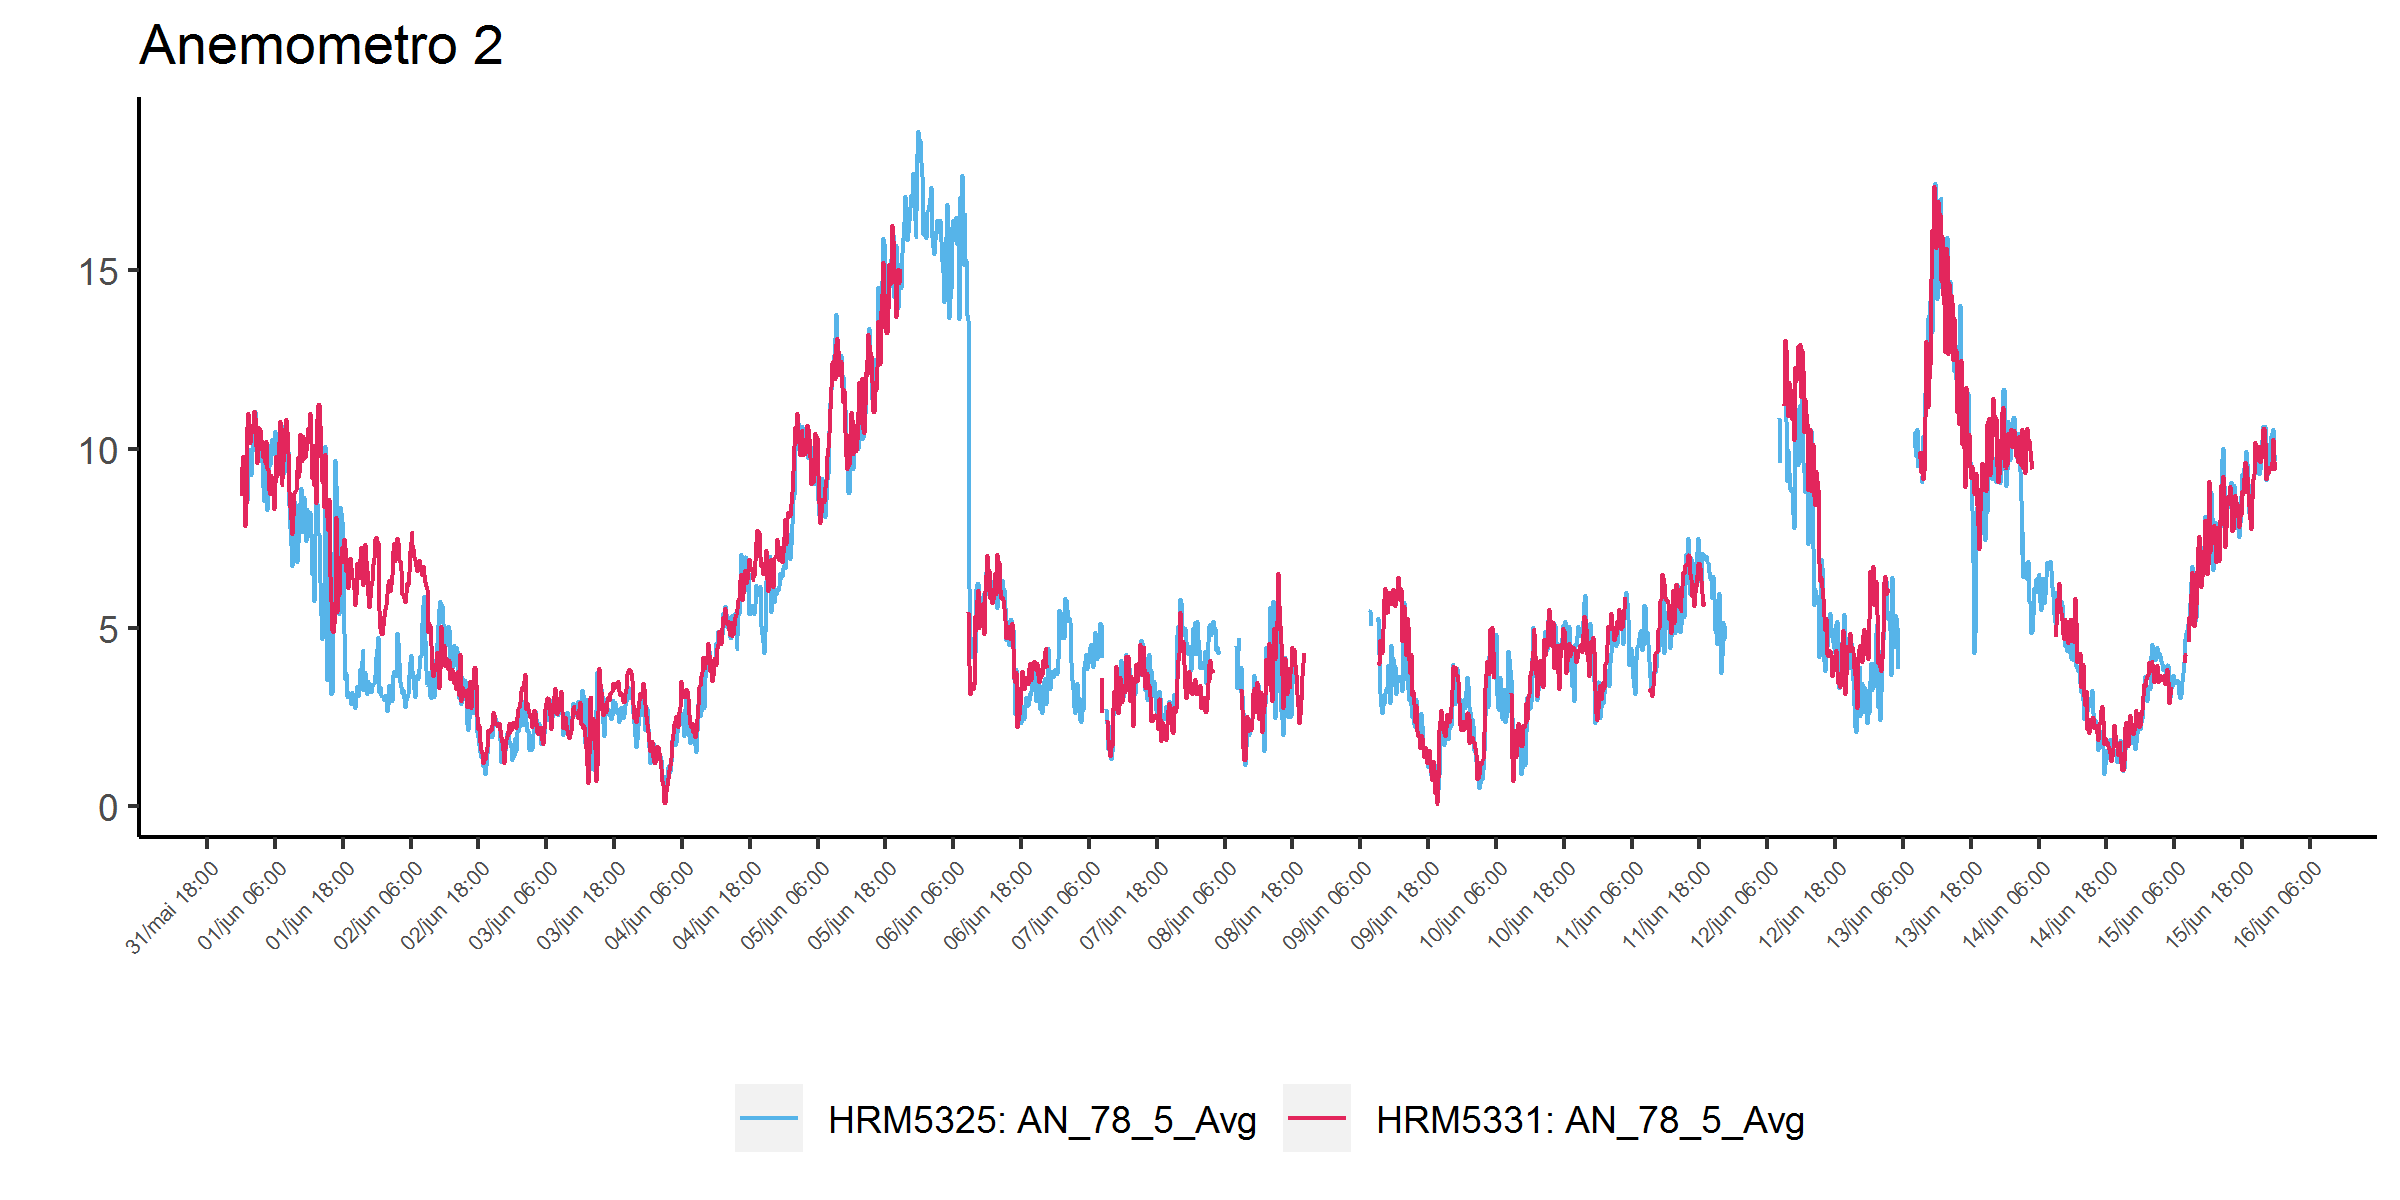 Anemometro 2
15
10
5
0
31/mai 18:00
01/jun 06:00
01/jun 18:00
02/jun 06:00
02/jun 18:00
03/jun 06:00
03/jun 18:00
04/jun 06:00
04/jun 18:00
05/jun 06:00
05/jun 18:00
06/jun 06:00
06/jun 18:00
07/jun 06:00
07/jun 18:00
08/jun 06:00
08/jun 18:00
09/jun 06:00
09/jun 18:00
10/jun 06:00
10/jun 18:00
11/jun 06:00
11/jun 18:00
12/jun 06:00
12/jun 18:00
13/jun 06:00
13/jun 18:00
14/jun 06:00
14/jun 18:00
15/jun 06:00
15/jun 18:00
16/jun 06:00
HRM5325: AN_78_5_Avg
HRM5331: AN_78_5_Avg